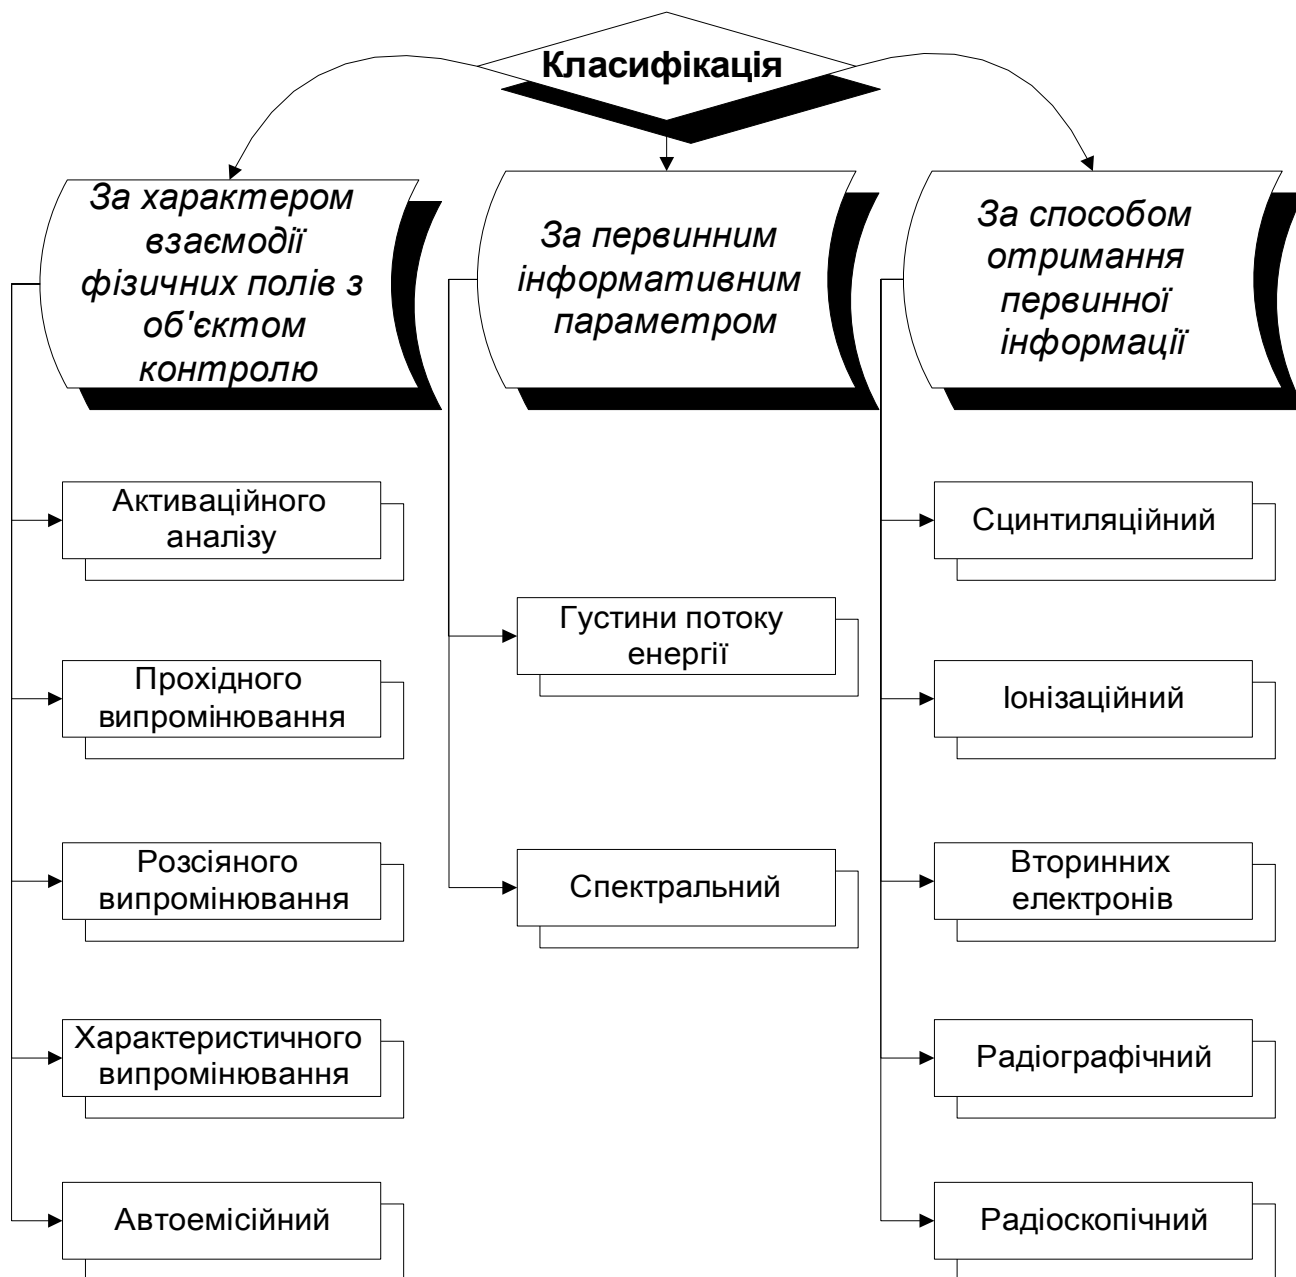 Класифікація
За характером
взаємодії
фізичних полів з
об'єктом
контролю
За первинним
інформативним
параметром
За способом
отримання
первинної
інформації
Активаційного
аналізу
Прохідного
випромінювання
Розсіяного
випромінювання
Характеристичного
випромінювання
Автоемісійний
Густини потоку
енергії
Спектральний
Сцинтиляційний
Іонізаційний
Вторинних
електронів
Радіографічний
Радіоскопічний